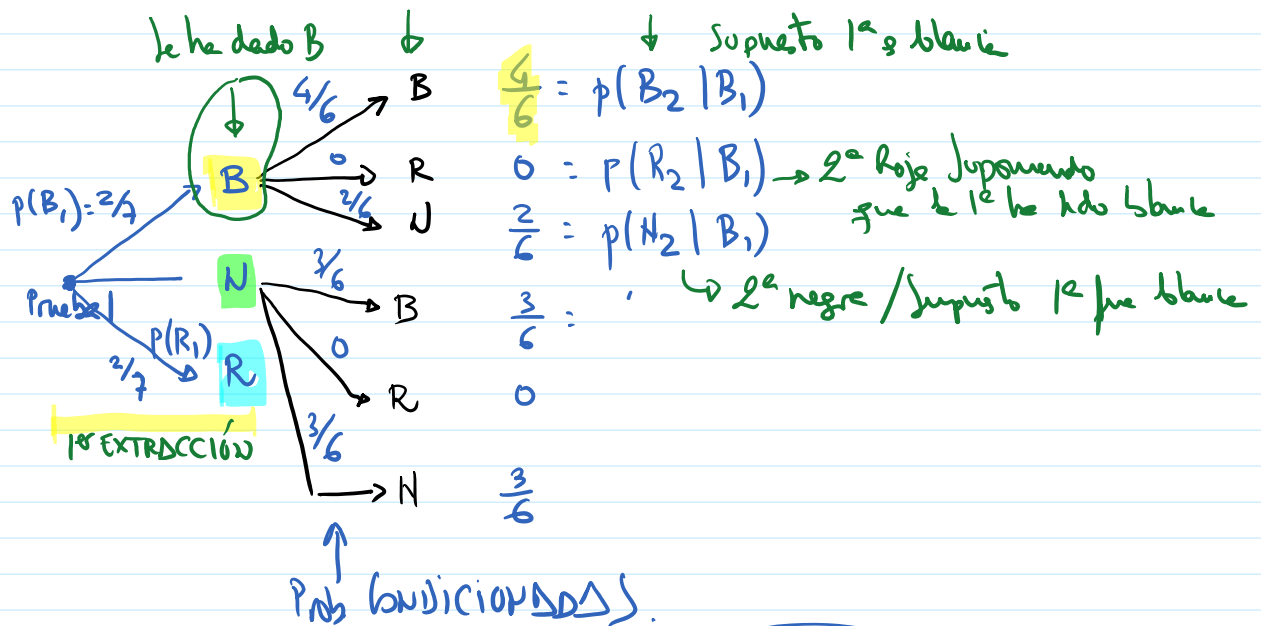 Se ha dado B
↓ ↓ Supuesto 1ª es blanca
4/6 B 4/6 = p(B₂ | B₁)
B 0 R 0 = p(R₂ | B₁) → 2ª Roja Suponiendo
que la 1ª ha sido blanca
p(B₁) = 2/7 2/6 N 2/6 = p(N₂ | B₁)
↳ 2ª negra / Supuesto 1ª fue blanca
Prueba 1 N 3/6 B 3/6 =
p(R₁) 2/7 R 0 R 0
1er EXTRACCIÓN
3/6 N 3/6
Prob CONDICIONADAS.